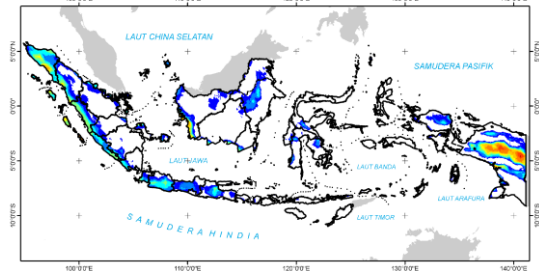 LAUT CHINA SELATAN
SAMUDERA PASIFIK
LAUT JAWA
LAUT BANDA
LAUT ARAFURA
LAUT TIMOR
SAMUDERA HINDIA
5°0'0"N
0°0'0"
5°0'0"S
10°0'0"S
100°0'0"E 110°0'0"E 120°0'0"E 130°0'0"E 140°0'0"E